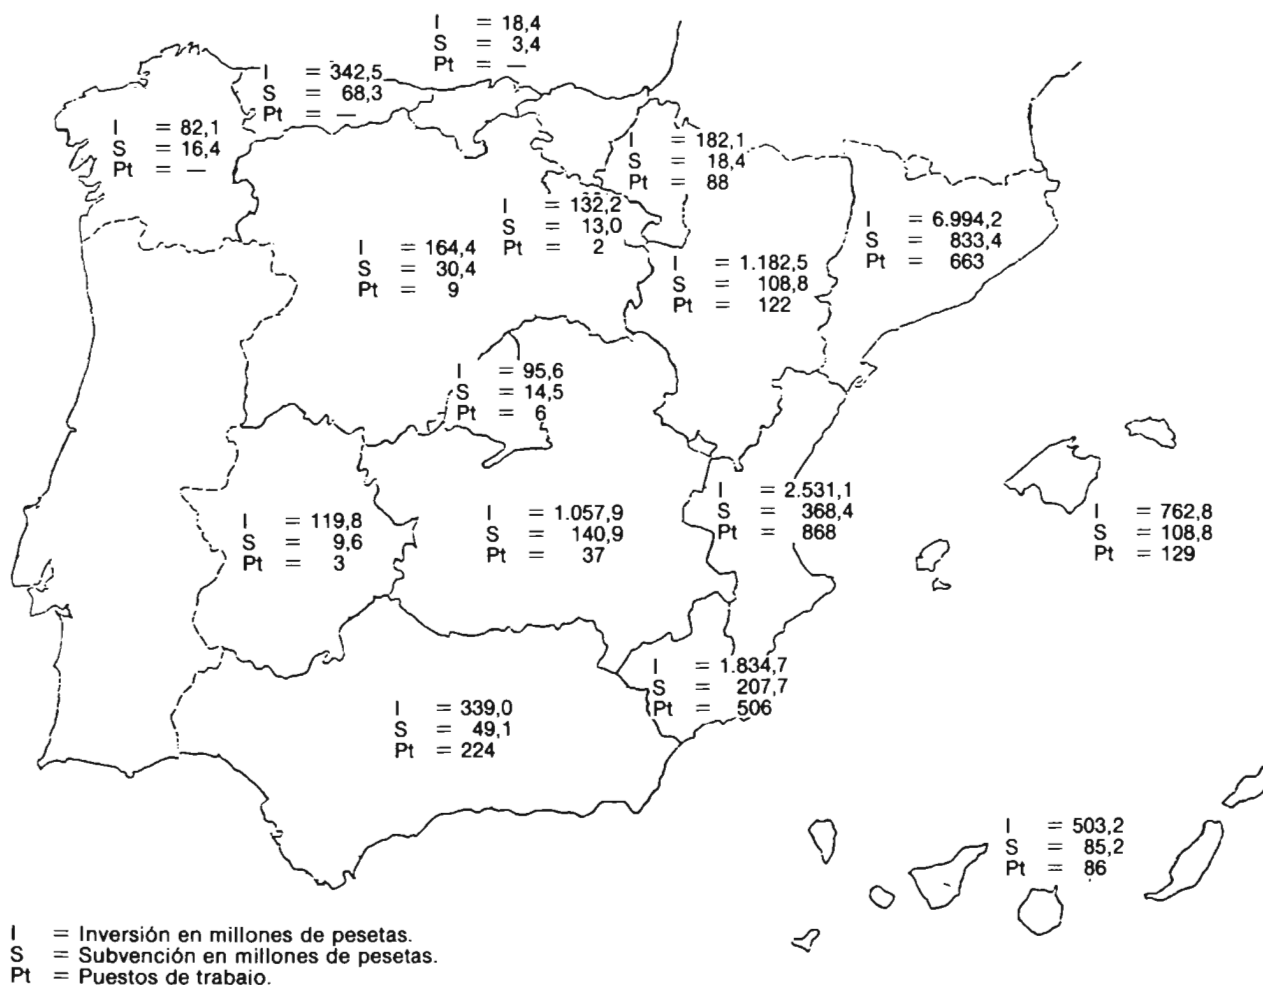 I = 18,4
S = 3,4
Pt = —
I = 342,5
S = 68,3
Pt = —
I = 82,1
S = 16,4
Pt = —
I = 182,1
S = 18,4
Pt = 88
I = 132,2
S = 13,0
Pt = 2
I = 164,4
S = 30,4
Pt = 9
I = 6.994,2
S = 833,4
Pt = 663
I = 1.182,5
S = 108,8
Pt = 122
I = 95,6
S = 14,5
Pt = 6
I = 2.531,1
S = 368,4
Pt = 868
I = 762,8
S = 108,8
Pt = 129
I = 119,8
S = 9,6
Pt = 3
I = 1.057,9
S = 140,9
Pt = 37
I = 1.834,7
S = 207,7
Pt = 506
I = 339,0
S = 49,1
Pt = 224
I = 503,2
S = 85,2
Pt = 86
I = Inversión en millones de pesetas.
S = Subvención en millones de pesetas.
Pt = Puestos de trabajo.